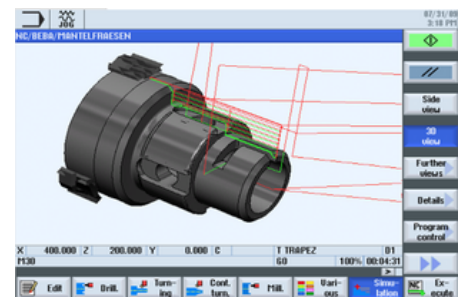 07/31/09
JOG
3:18 PM
NC/BEBA/MANTELFRAESEN
Side
view
3D
view
Further
views
Details
Program
control
X 400.000 Z 200.000 Y 0.000 C T TRAPEZ D1
M30 G0 100% 00:04:31
Edit Drill. Turn-
ing Cont.
turn. Mill. Vari-
ous Simu-
lation NC Ex-
ecute